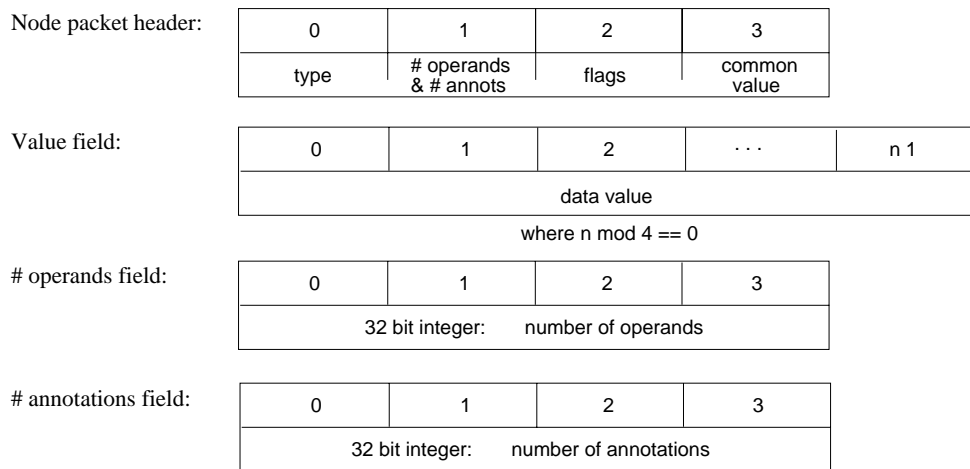 Node packet header:
0 1 2 3
type # operands & # annots flags common value
Value field:
0 1 2 · · · n 1
data value
where n mod 4 == 0
# operands field:
0 1 2 3
32 bit integer: number of operands
# annotations field:
0 1 2 3
32 bit integer: number of annotations